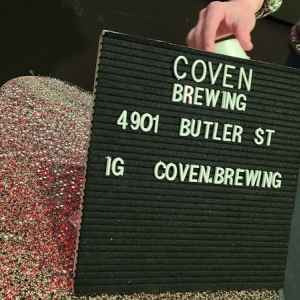 COVEN
BREWING
4901 BUTLER ST
IG COVEN.BREWING